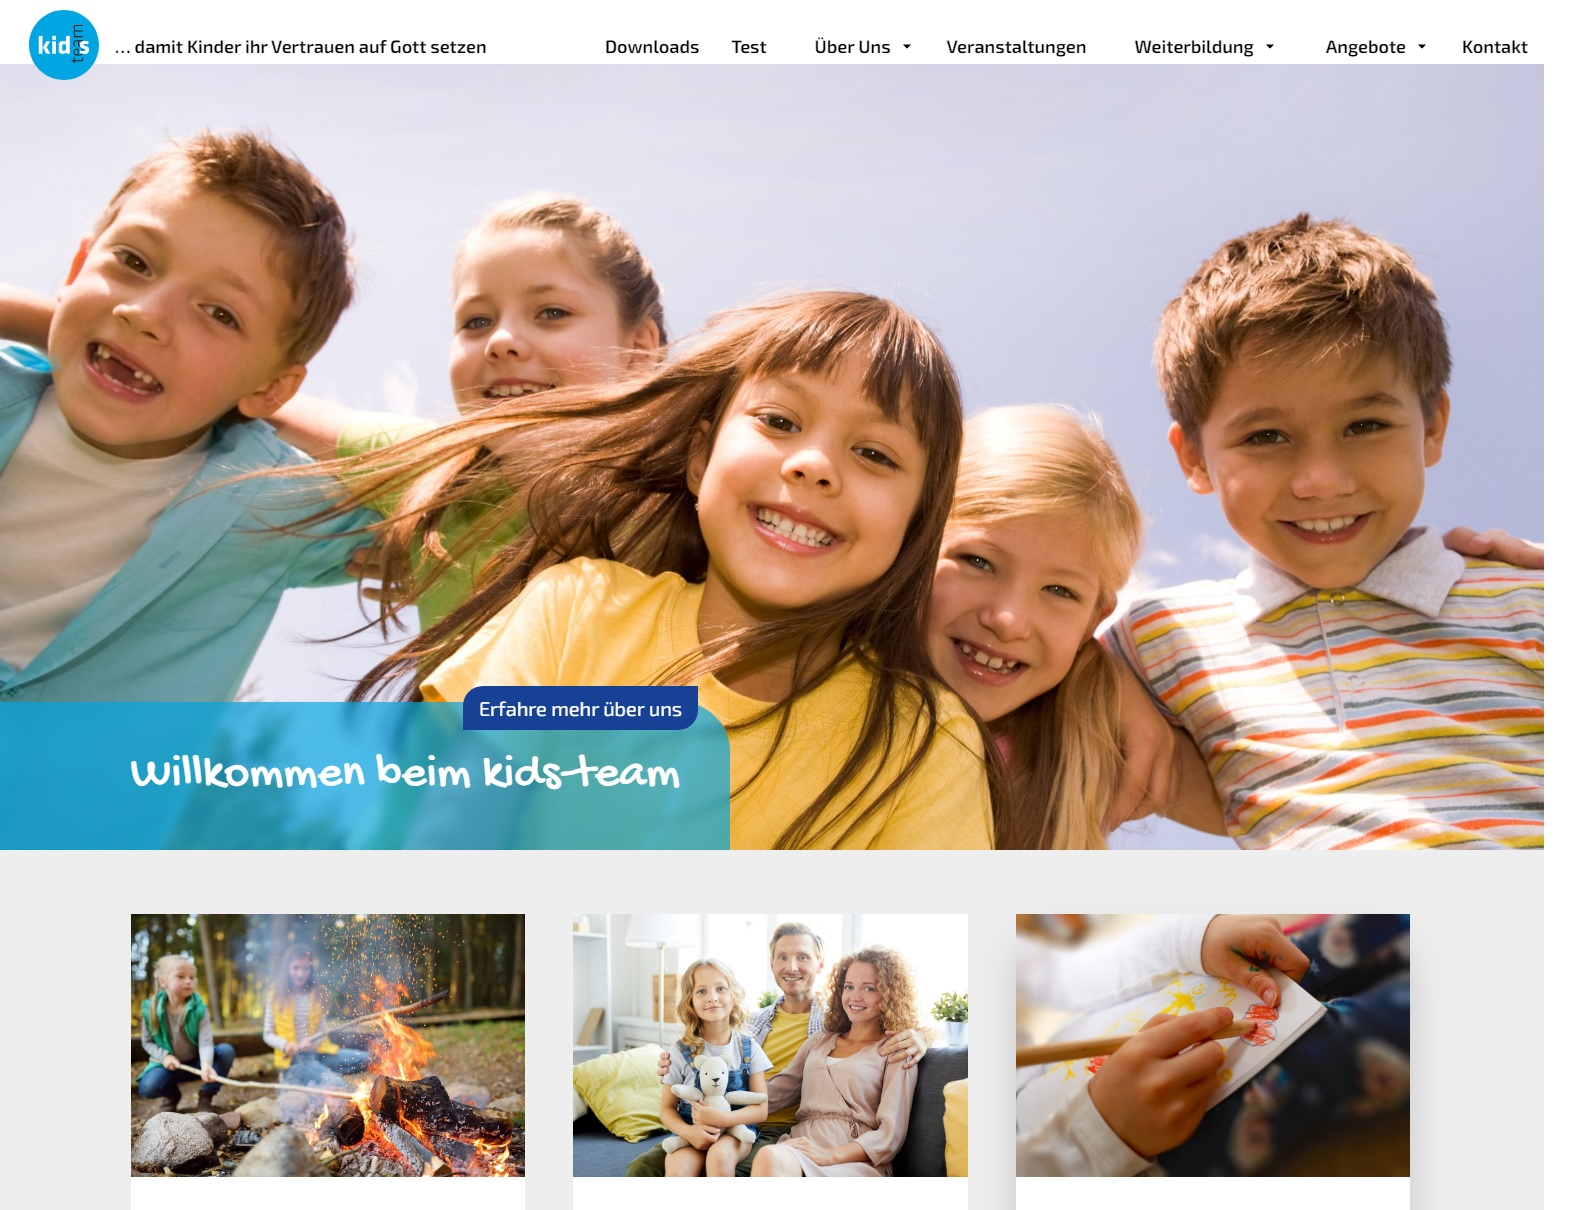 kids team
… damit Kinder ihr Vertrauen auf Gott setzen
Downloads
Test
Über Uns
Veranstaltungen
Weiterbildung
Angebote
Kontakt
Erfahre mehr über uns
Willkommen beim kids-team